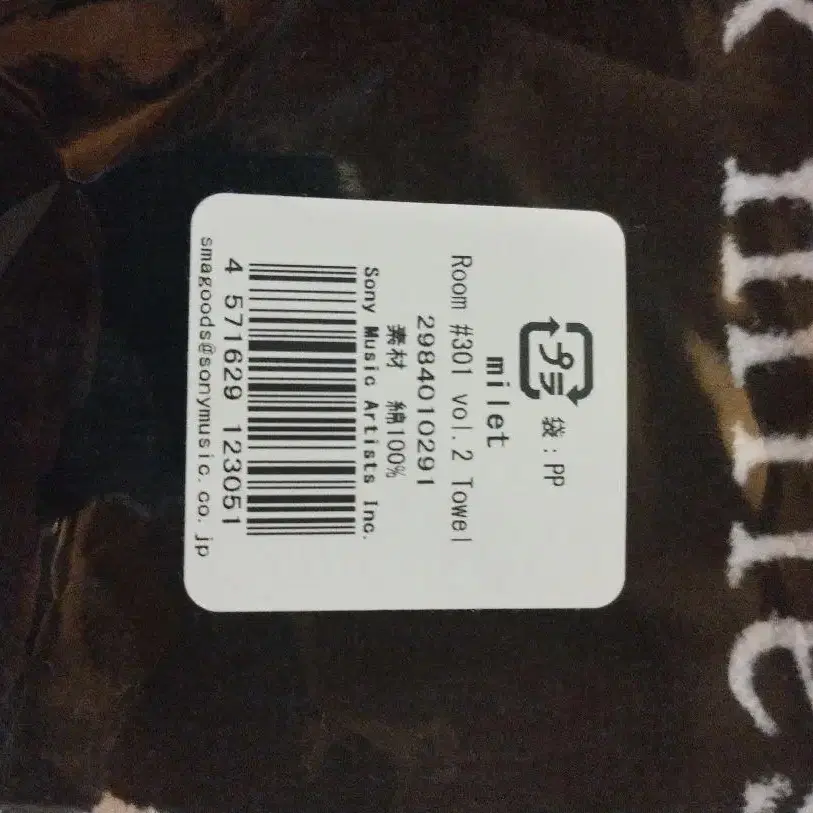 プラ 袋:PP
milet
Room #301 vol.2 Towel
2984010291
素材 綿100%
Sony Music Artists Inc.
4 571629 123051
smagoods@sonymusic.co.jp
mile